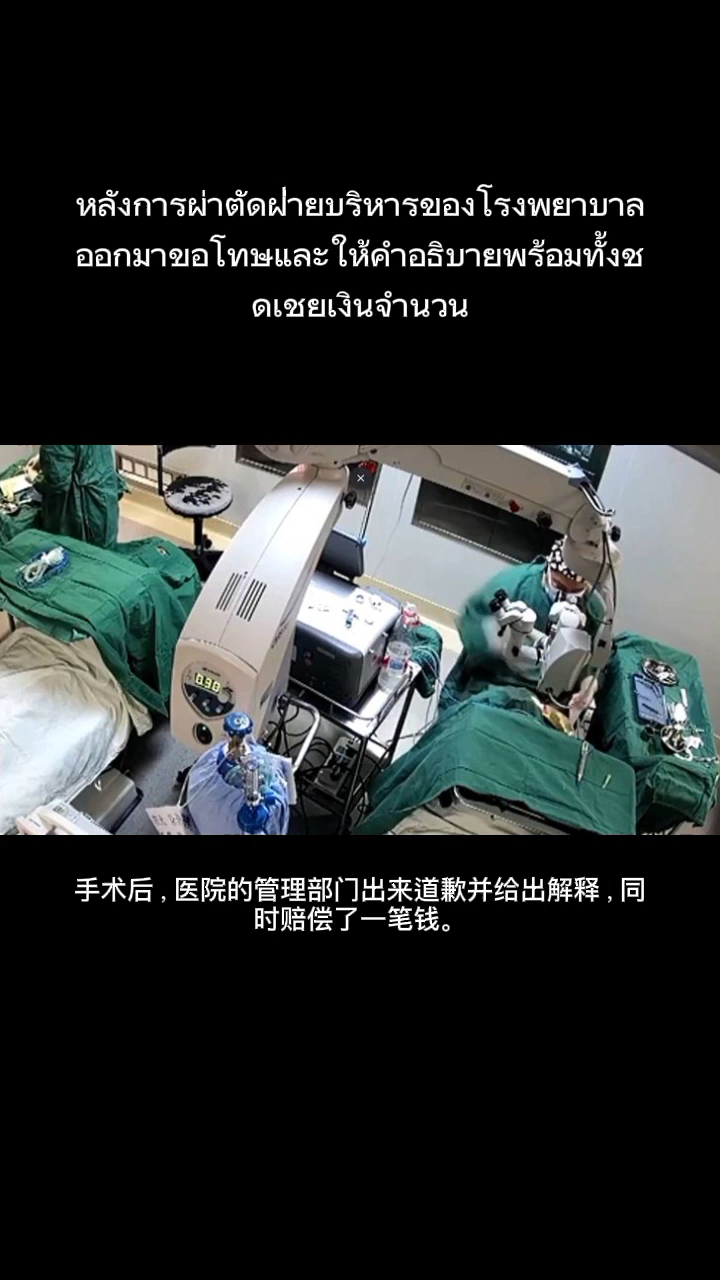 หลังการผ่าตัดฝ่ายบริหารของโรงพยาบาล
ออกมาขอโทษและให้คำอธิบายพร้อมทั้งช
ดเชยเงินจำนวน
0.90
手术后，医院的管理部门出来道歉并给出解释，同
时赔偿了一笔钱。